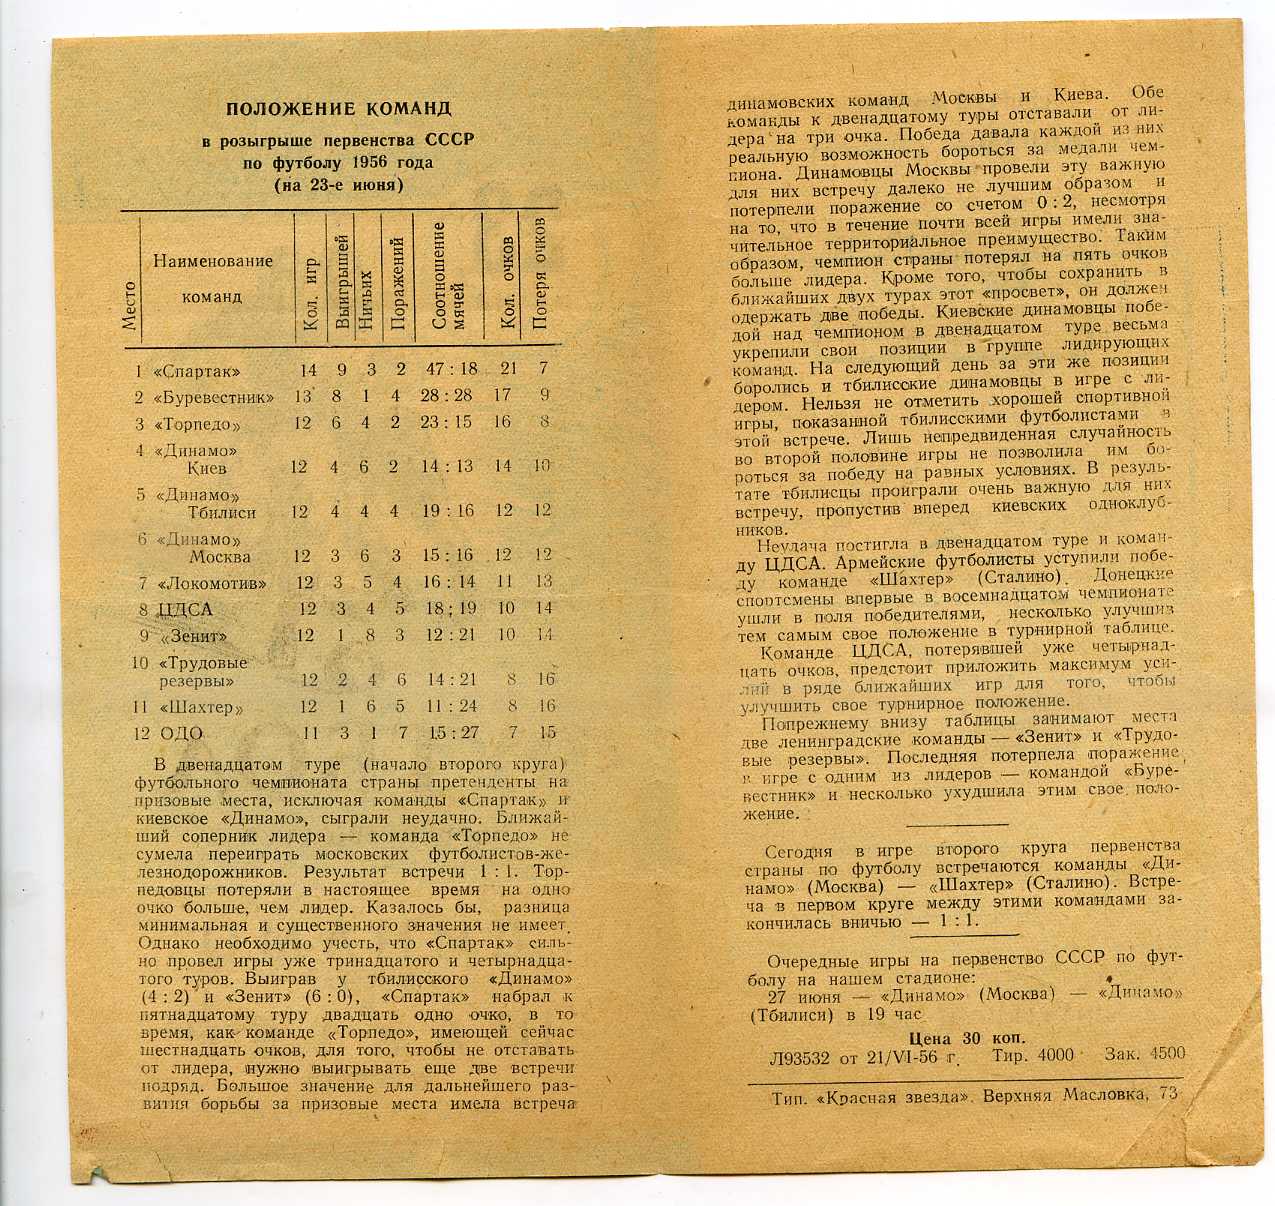 ПОЛОЖЕНИЕ КОМАНД
в розыгрыше первенства СССР
по футболу 1956 года
(на 23-е июня)
Место
Наименование
команд
Кол. игр
Выигрышей
Ничьих
Поражений
Соотношение
мячей
Кол. очков
Потеря очков
1 «Спартак» 14 9 3 2 47 : 18 21 7
2 «Буревестник» 13 8 1 4 28 : 28 17 9
3 «Торпедо» 12 6 4 2 23 : 15 16 8
4 «Динамо»
Киев 12 4 6 2 14 : 13 14 10
5 «Динамо»
Тбилиси 12 4 4 4 19 : 16 12 12
6 «Динамо»
Москва 12 3 6 3 15 : 16 12 12
7 «Локомотив» 12 3 5 4 16 : 14 11 13
8 ЦДСА 12 3 4 5 18 : 19 10 14
9 «Зенит» 12 1 8 3 12 : 21 10 14
10 «Трудовые
резервы» 12 2 4 6 14 : 21 8 16
11 «Шахтер» 12 1 6 5 11 : 24 8 16
12 ОДО 11 3 1 7 15 : 27 7 15
В двенадцатом туре (начало второго круга)
футбольного чемпионата страны претенденты на
призовые места, исключая команды «Спартак» и
киевское «Динамо», сыграли неудачно. Ближай-
ший соперник лидера — команда «Торпедо» не
сумела переиграть московских футболистов-же-
лезнодорожников. Результат встречи 1 : 1. Тор-
педовцы потеряли в настоящее время на одно
очко больше, чем лидер. Казалось бы, разница
минимальная и существенного значения не имеет.
Однако необходимо учесть, что «Спартак» силь-
но провел игры уже тринадцатого и четырнадца-
того туров. Выиграв у тбилисского «Динамо»
(4 : 2) и «Зенит» (6 : 0), «Спартак» набрал к
пятнадцатому туру двадцать одно очко, в то
время, как команде «Торпедо», имеющей сейчас
шестнадцать очков, для того, чтобы не отставать
от лидера, нужно выигрывать еще две встречи
подряд. Большое значение для дальнейшего раз-
вития борьбы за призовые места имела встреча
динамовских команд Москвы и Киева. Обе
команды к двенадцатому туры отставали от ли-
дера на три очка. Победа давала каждой из них
реальную возможность бороться за медали чем-
пиона. Динамовцы Москвы провели эту важную
для них встречу далеко не лучшим образом и
потерпели поражение со счетом 0 : 2, несмотря
на то, что в течение почти всей игры имели зна-
чительное территориальное преимущество. Таким
образом, чемпион страны потерял на пять очков
больше лидера. Кроме того, чтобы сохранить в
ближайших двух турах этот «просвет», он должен
одержать две победы. Киевские динамовцы побе-
дой над чемпионом в двенадцатом туре весьма
укрепили свои позиции в группе лидирующих
команд. На следующий день за эти же позиции
боролись и тбилисские динамовцы в игре с ли-
дером. Нельзя не отметить хорошей спортивной
игры, показанной тбилисскими футболистами в
этой встрече. Лишь непредвиденная случайность
во второй половине игры не позволила им бо-
роться за победу на равных условиях. В резуль-
тате тбилисцы проиграли очень важную для них
встречу, пропустив вперед киевских одноклуб-
ников.
Неудача постигла в двенадцатом туре и коман-
ду ЦДСА. Армейские футболисты уступили побе-
ду команде «Шахтер» (Сталино). Донецкие
спортсмены впервые в восемнадцатом чемпионате
ушли в поля победителями, несколько улучшив
тем самым свое положение в турнирной таблице.
Команде ЦДСА, потерявшей уже четырнад-
цать очков, предстоит приложить максимум уси-
лий в ряде ближайших игр для того, чтобы
улучшить свое турнирное положение.
Попрежнему внизу таблицы занимают места
две ленинградские команды — «Зенит» и «Трудо-
вые резервы». Последняя потерпела поражение
в игре с одним из лидеров — командой «Буре-
вестник» и несколько ухудшила этим свое поло-
жение.
Сегодня в игре второго круга первенства
страны по футболу встречаются команды «Ди-
намо» (Москва) — «Шахтер» (Сталино). Встре-
ча в первом круге между этими командами за-
кончилась вничью — 1 : 1.
Очередные игры на первенство СССР по фут-
болу на нашем стадионе:
27 июня — «Динамо» (Москва) — «Динамо»
(Тбилиси) в 19 час
Цена 30 коп.
Л93532 от 21/VI-56 г. Тир. 4000 Зак. 4500
Тип. «Красная звезда». Верхняя Масловка, 73